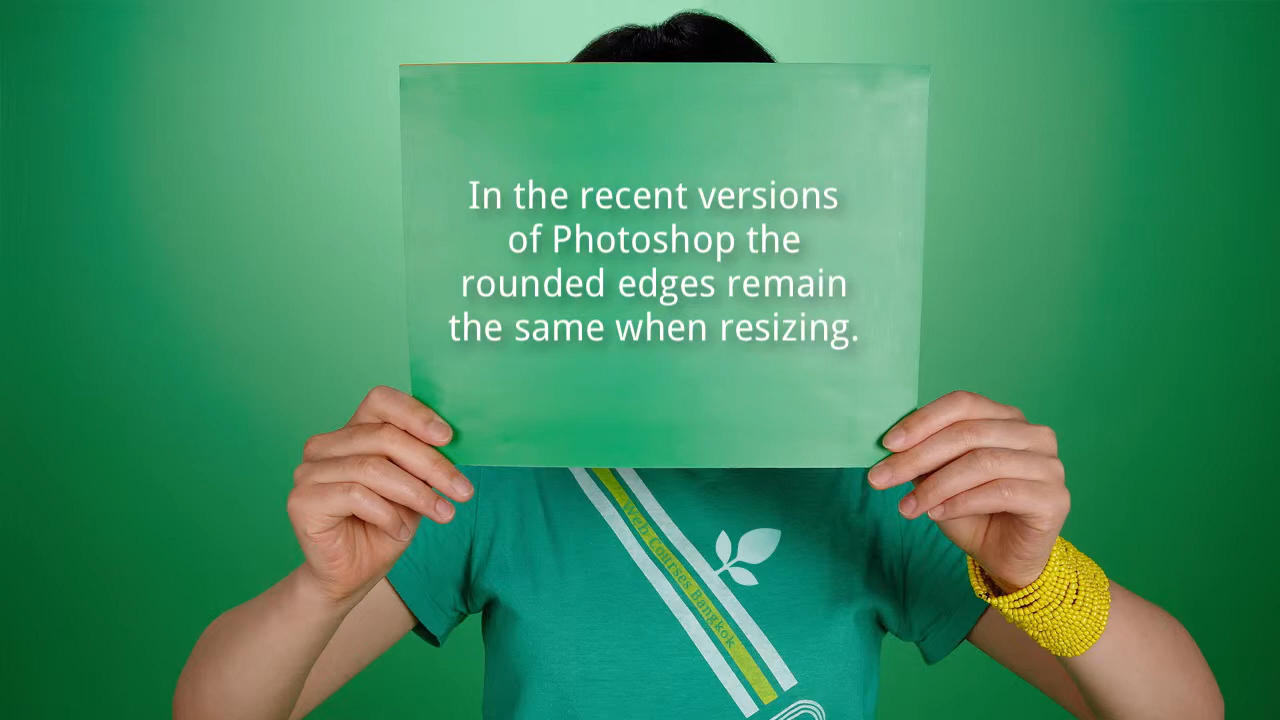 In the recent versions
of Photoshop the
rounded edges remain
the same when resizing.
Web Courses Bangkok